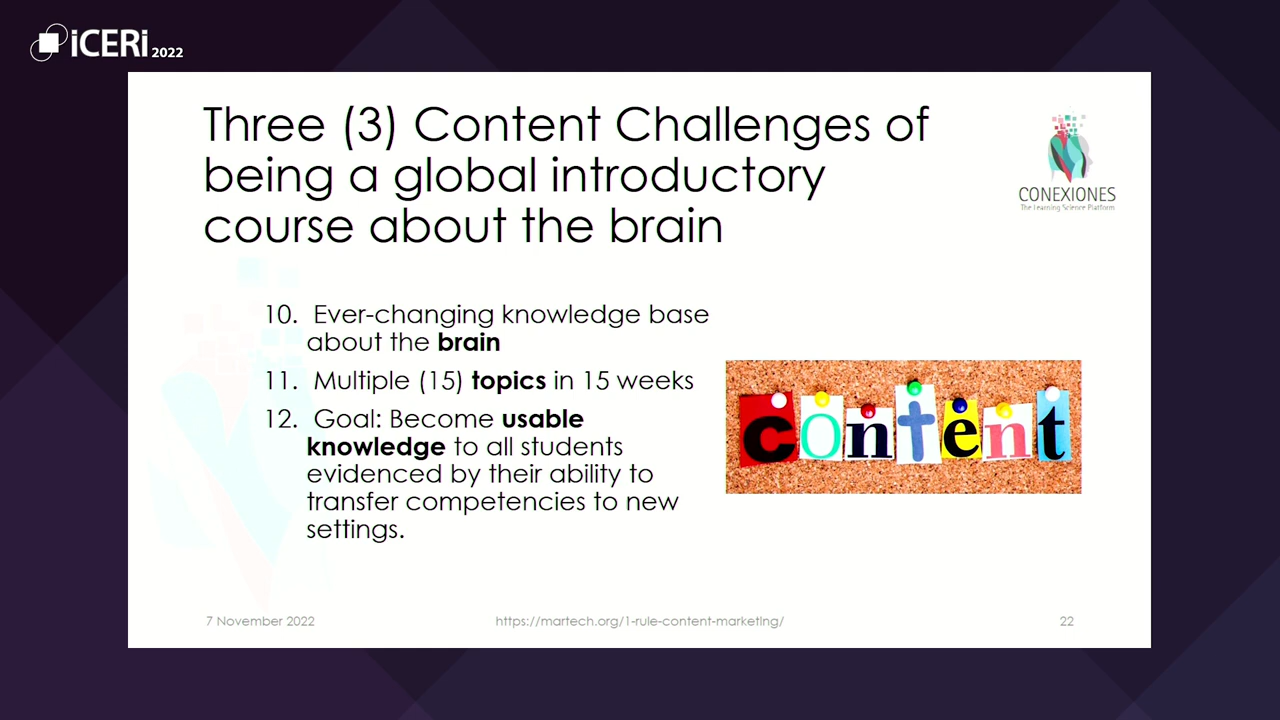 iCERi 2022
Three (3) Content Challenges of
being a global introductory
course about the brain
CONEXIONES
The Learning Science Platform
10. Ever-changing knowledge base
about the brain
11. Multiple (15) topics in 15 weeks
12. Goal: Become usable
knowledge to all students
evidenced by their ability to
transfer competencies to new
settings.
content
7 November 2022
https://martech.org/1-rule-content-marketing/
22